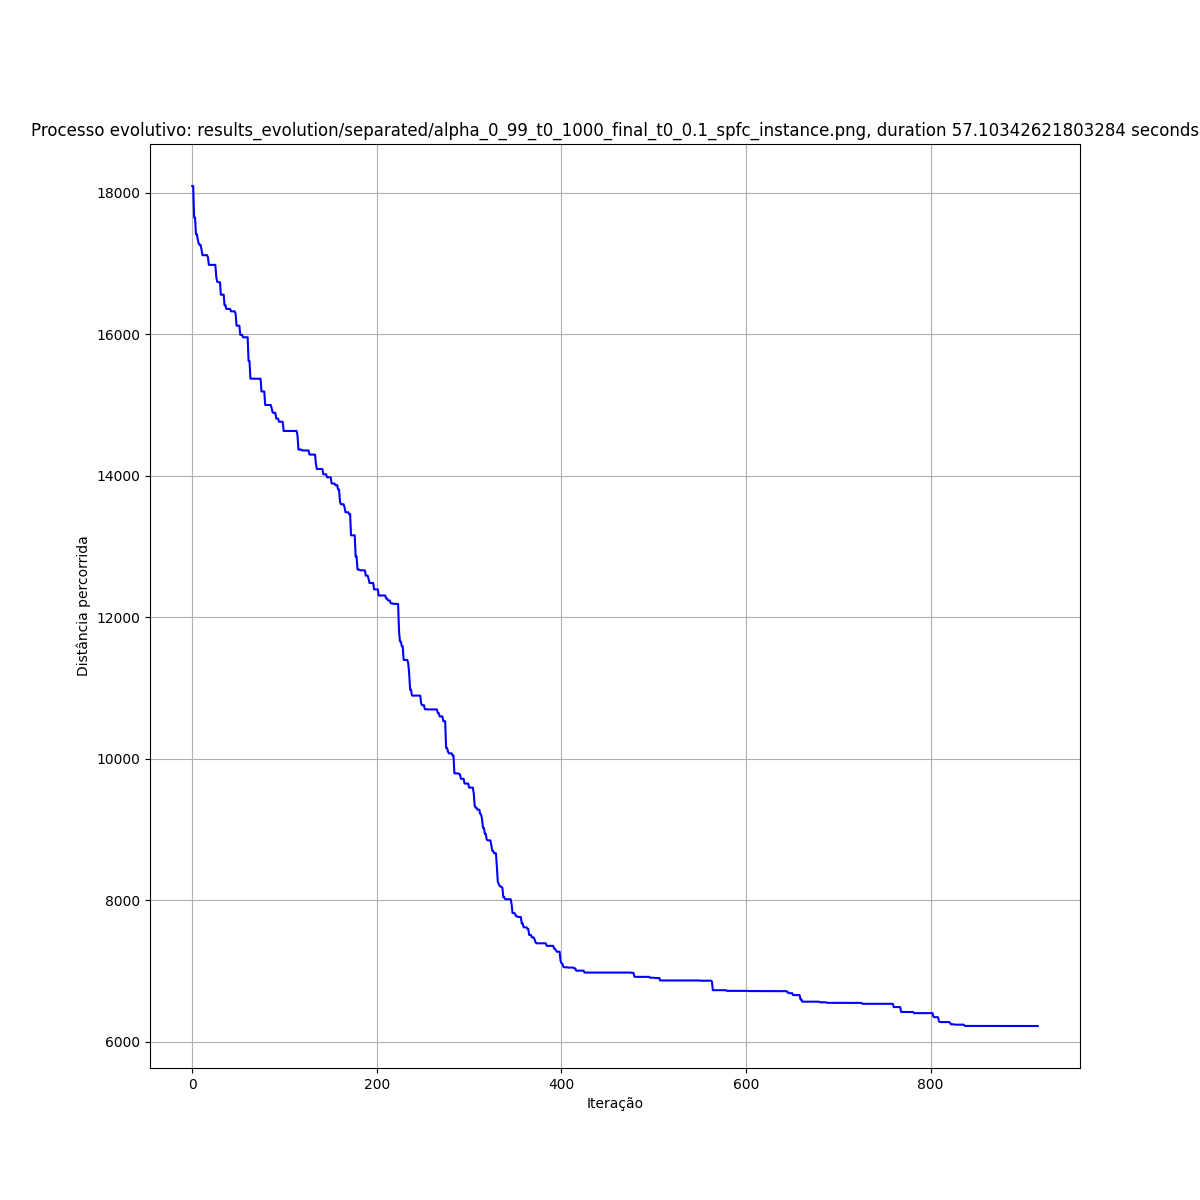 Processo evolutivo: results_evolution/separated/alpha_0_99_t0_1000_final_t0_0.1_spfc_instance.png, duration 57.10342621803284 seconds
18000
16000
14000
12000
10000
8000
6000
Distância percorrida
0 200 400 600 800
Iteração